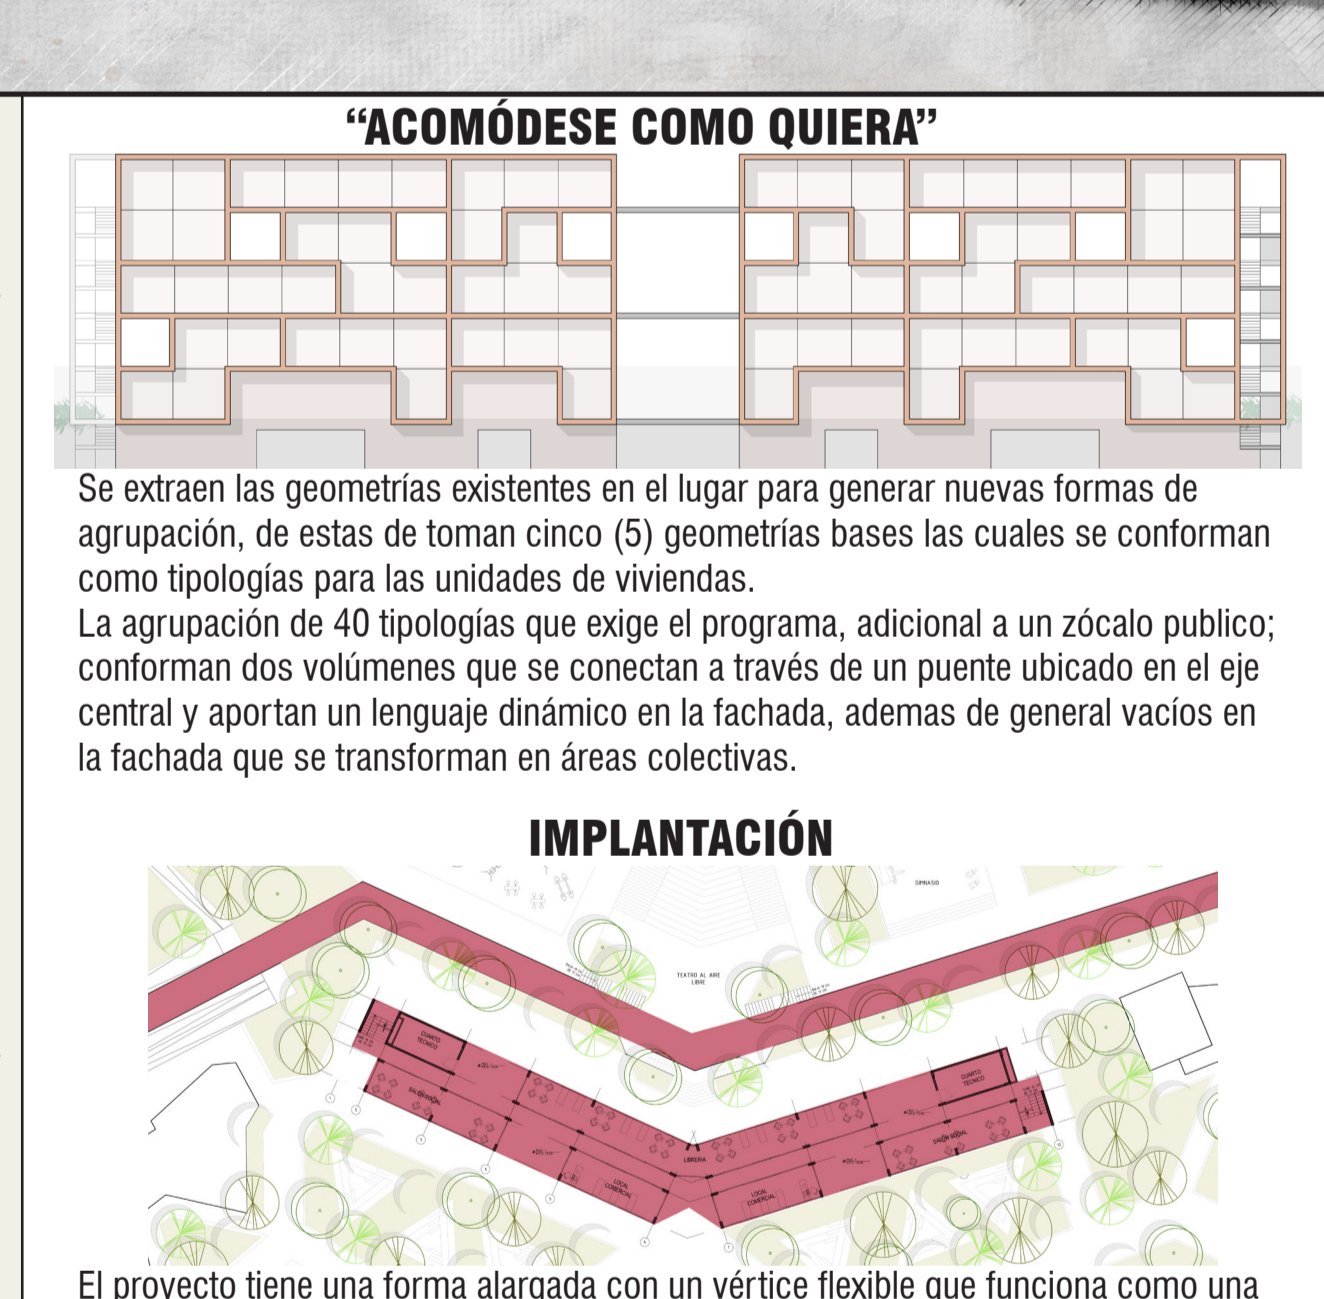 “ACOMÓDESE COMO QUIERA”
Se extraen las geometrías existentes en el lugar para generar nuevas formas de
agrupación, de estas de toman cinco (5) geometrías bases las cuales se conforman
como tipologías para las unidades de viviendas.
La agrupación de 40 tipologías que exige el programa, adicional a un zócalo publico;
conforman dos volúmenes que se conectan a través de un puente ubicado en el eje
central y aportan un lenguaje dinámico en la fachada, ademas de general vacíos en
la fachada que se transforman en áreas colectivas.
IMPLANTACIÓN
GIMNASIO
TEATRO AL AIRE
LIBRE
CUARTO
TECNICO
CUARTO
TECNICO
SALÓN SOCIAL
SALÓN SOCIAL
LIBRERIA
LOCAL
COMERCIAL
LOCAL
COMERCIAL
El proyecto tiene una forma alargada con un vértice flexible que funciona como una